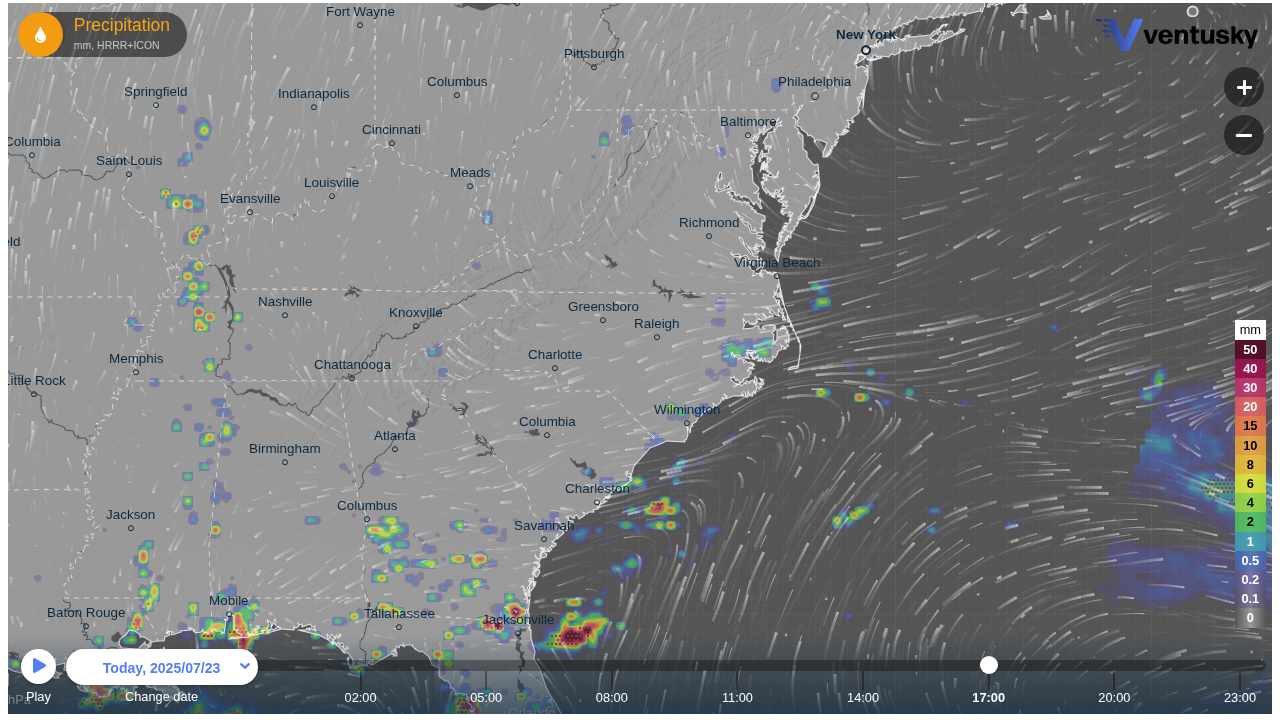 Precipitation
mm, HRRR+ICON
ventusky
Fort Wayne
New York
Pittsburgh
Columbus
Philadelphia
Springfield
Indianapolis
Baltimore
Cincinnati
Columbia
Saint Louis
Meads
Louisville
Evansville
Richmond
eld
Virginia Beach
Nashville
Knoxville
Greensboro
Raleigh
Memphis
Chattanooga
Charlotte
Little Rock
Wilmington
Columbia
Atlanta
Birmingham
Charleston
Columbus
Jackson
Savannah
Mobile
Baton Rouge
Tallahassee
Jacksonville
Orlando
mm
50
40
30
20
15
10
8
6
4
2
1
0.5
0.2
0.1
0
Today, 2025/07/23
Play
Change date
hPa
02:00
05:00
08:00
11:00
14:00
17:00
20:00
23:00